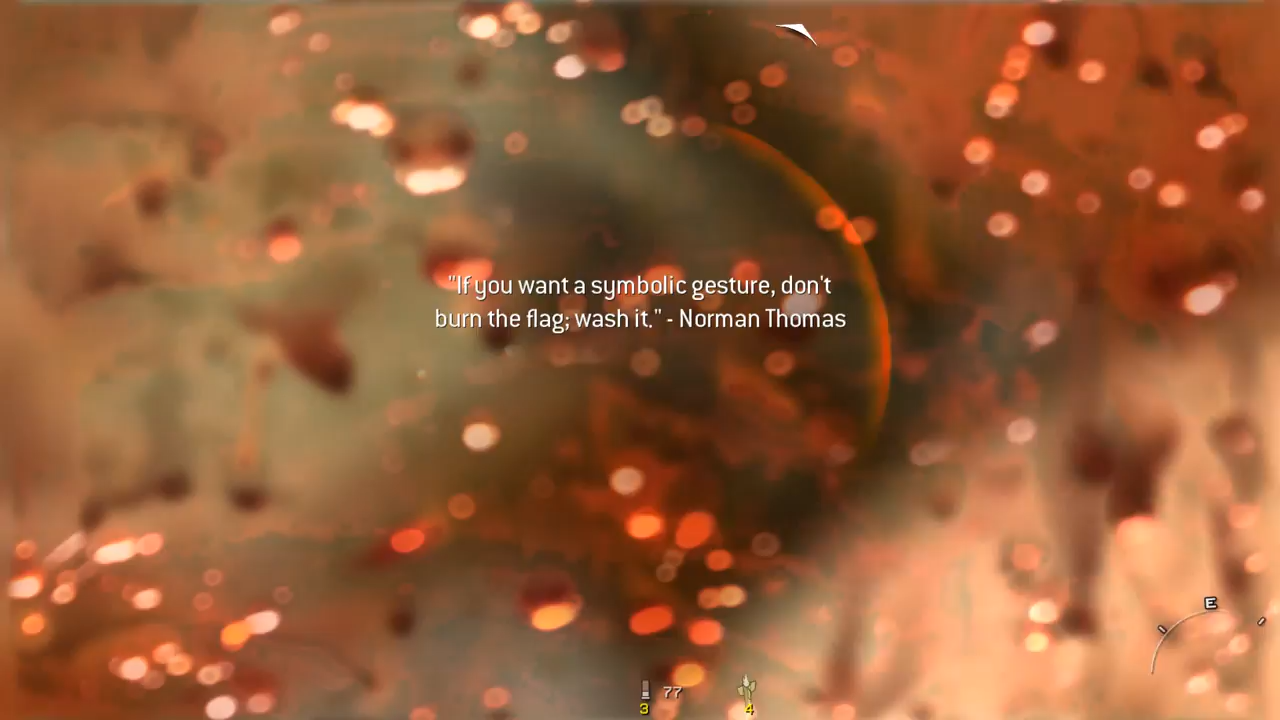 "If you want a symbolic gesture, don't
burn the flag; wash it." - Norman Thomas
E
77
3
4